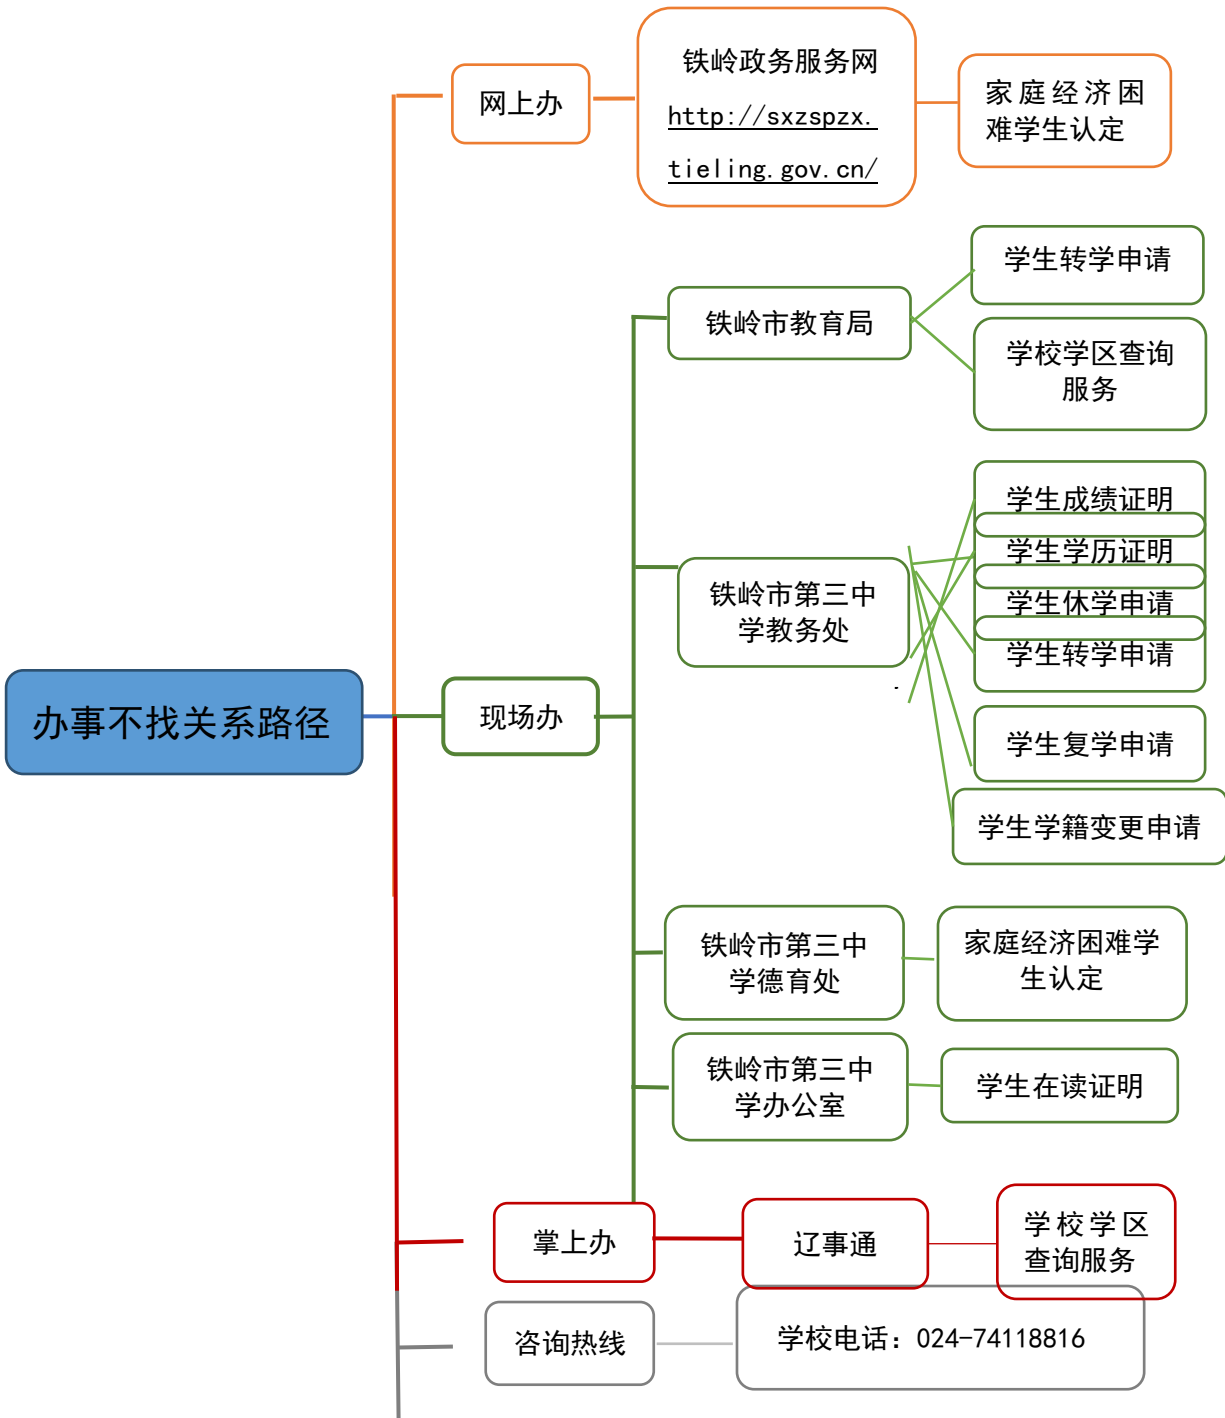 铁岭政务服务网
http://sxzspzx.
tieling.gov.cn/
网上办
家庭经济困
难学生认定
学生转学申请
铁岭市教育局
学校学区查询
服务
学生成绩证明
学生学历证明
铁岭市第三中
学教务处
学生休学申请
学生转学申请
办事不找关系路径
现场办
学生复学申请
学生学籍变更申请
铁岭市第三中
学德育处
家庭经济困难学
生认定
铁岭市第三中
学办公室
学生在读证明
掌上办
辽事通
学校学区
查询服务
咨询热线
学校电话：024-74118816